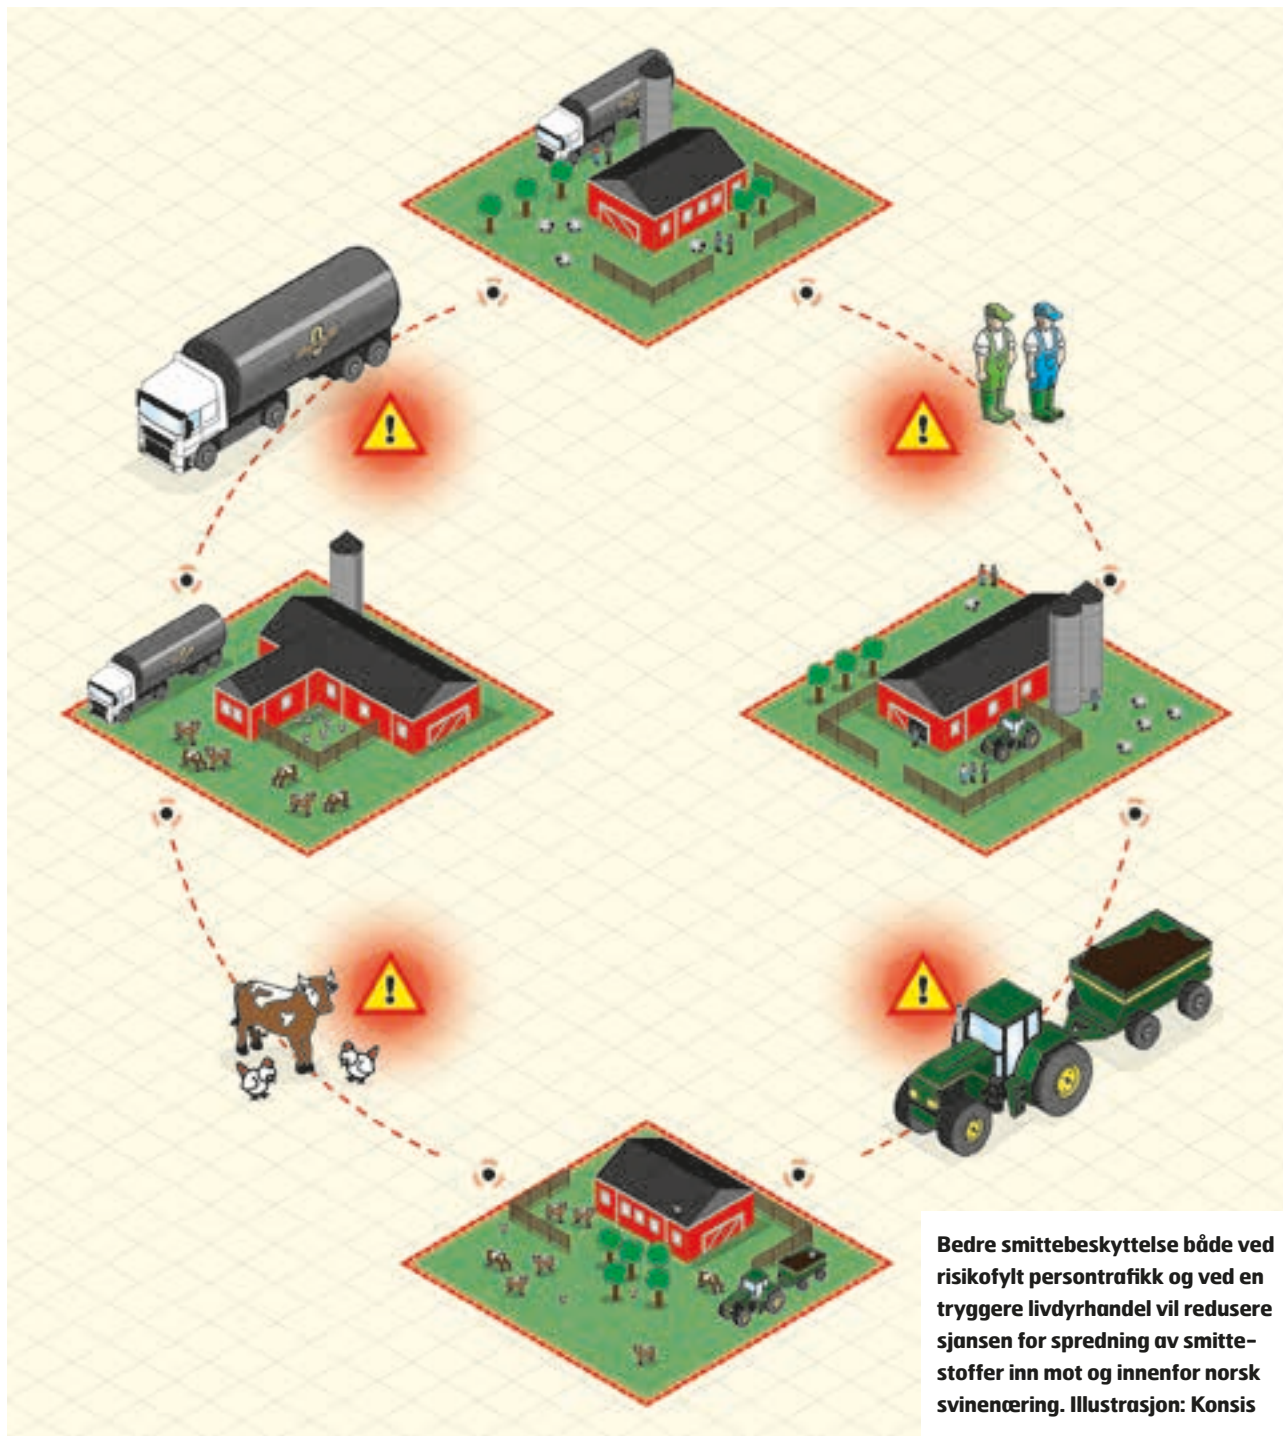 Bedre smittebeskyttelse både ved
risikofylt persontrafikk og ved en
tryggere livdyrhandel vil redusere
sjansen for spredning av smitte-
stoffer inn mot og innenfor norsk
svinenæring. Illustrasjon: Konsis